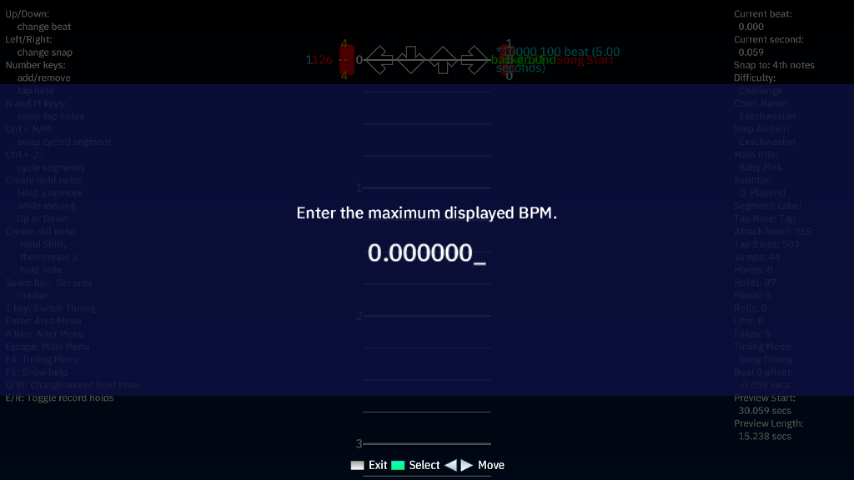 Up/Down:
change beat
Left/Right:
change snap
Number keys:
add/remove
tap note
N and M keys:
swap tap notes
Ctrl + N/M:
swap cycled segment
Ctrl + ,/.:
cycle segments
Create hold note:
Hold a number
while moving
Up or Down
Create roll note:
Hold Shift,
then create a
hold note.
Space bar: Set area
marker
T key: Switch Timing
Enter: Area Menu
A Key: Alter Menu
Escape: Main Menu
F4: Timing Menu
F1: Show help
Q/W: Change record hold time
E/R: Toggle record holds
4
1126
4
0
1
0
10000 100 beat (5.00
seconds)
background
Song Start
1
2
3
Enter the maximum displayed BPM.
0.000000_
Exit Select Move
Current beat:
0.000
Current second:
0.059
Snap to: 4th notes
Difficulty:
Challenge
Chart Name:
Exschwasion
Step Author:
Exschwasion
Main title:
Baby Pink
Subtitle:
[2 Players]
Segment: Label
Tap Note: Tap
Attack here?: YES
Tap Steps: 503
Jumps: 44
Hands: 0
Holds: 87
Mines: 9
Rolls: 0
Lifts: 0
Fakes: 0
Timing Mode:
Song Timing
Beat 0 offset:
-0.059 secs
Preview Start:
30.059 secs
Preview Length:
15.238 secs